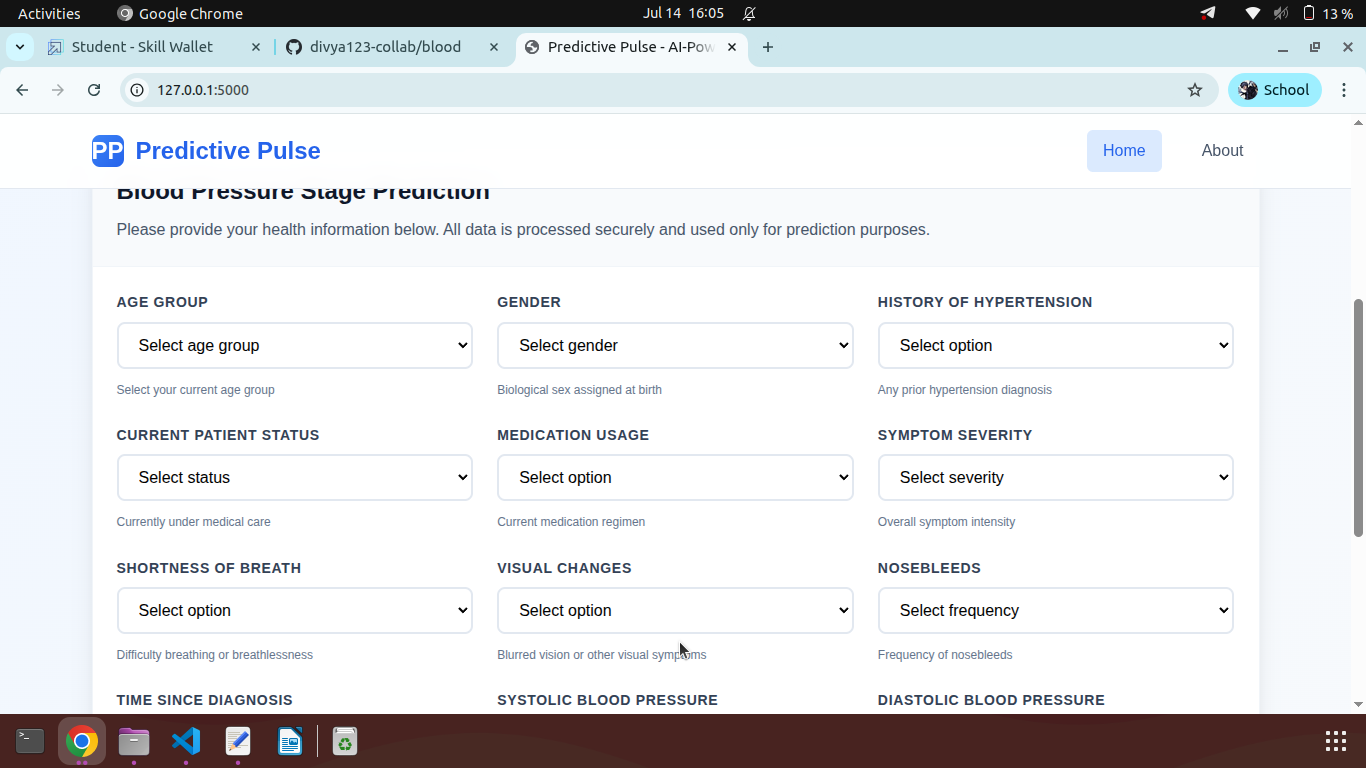 Activities Google Chrome Jul 14 16:05 13 %
Student - Skill Wallet divya123-collab/blood Predictive Pulse - AI-Pow
127.0.0.1:5000 School
PP Predictive Pulse Home About
Blood Pressure Stage Prediction
Please provide your health information below. All data is processed securely and used only for prediction purposes.
AGE GROUP GENDER HISTORY OF HYPERTENSION
Select age group Select gender Select option
Select your current age group Biological sex assigned at birth Any prior hypertension diagnosis
CURRENT PATIENT STATUS MEDICATION USAGE SYMPTOM SEVERITY
Select status Select option Select severity
Currently under medical care Current medication regimen Overall symptom intensity
SHORTNESS OF BREATH VISUAL CHANGES NOSEBLEEDS
Select option Select option Select frequency
Difficulty breathing or breathlessness Blurred vision or other visual symptoms Frequency of nosebleeds
TIME SINCE DIAGNOSIS SYSTOLIC BLOOD PRESSURE DIASTOLIC BLOOD PRESSURE